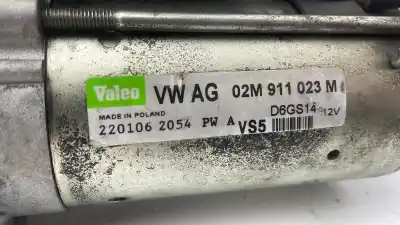 Valeo VW AG 02M 911 023 M
MADE IN POLAND D6GS14 12V
220106 2054 PW A VS5